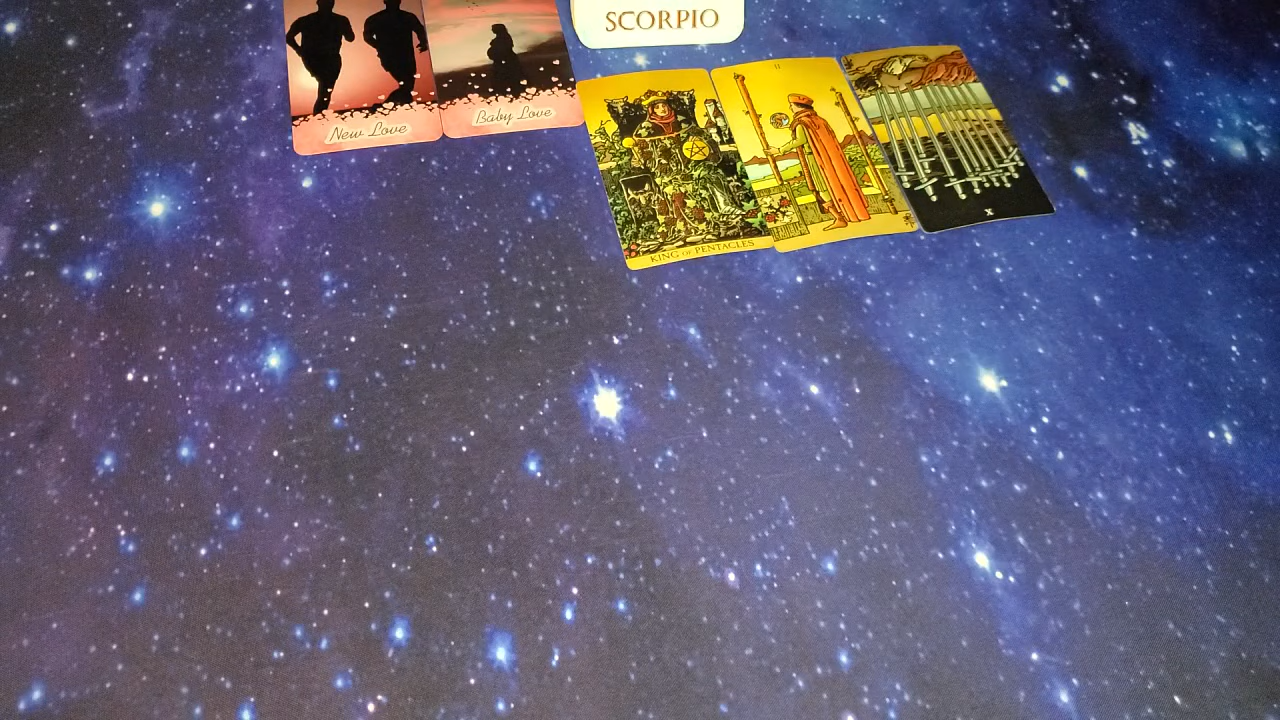 SCORPIO
New Love
Baby Love
KING OF PENTACLES
II
X